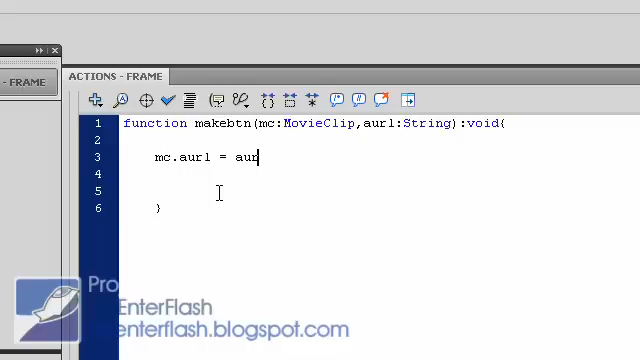 - FRAME
ACTIONS - FRAME
1 function makebtn(mc:MovieClip,aurl:String):void{
2
3 mc.aurl = aur
4
5
6 }
Pro
EnterFlash
enterflash.blogspot.com